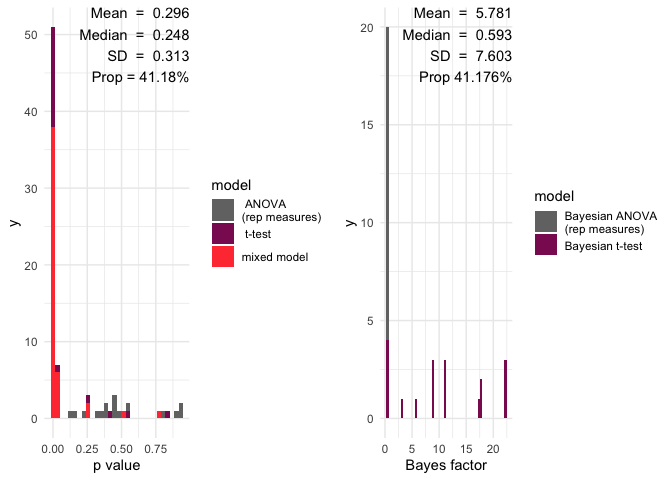 Mean = 0.296
Median = 0.248
SD = 0.313
Prop = 41.18%
50
40
30
20
10
0
y
0.00 0.25 0.50 0.75
p value
model
ANOVA
(rep measures)
t-test
mixed model
Mean = 5.781
Median = 0.593
SD = 7.603
Prop 41.176%
20
15
10
5
0
y
0 5 10 15 20
Bayes factor
model
Bayesian ANOVA
(rep measures)
Bayesian t-test